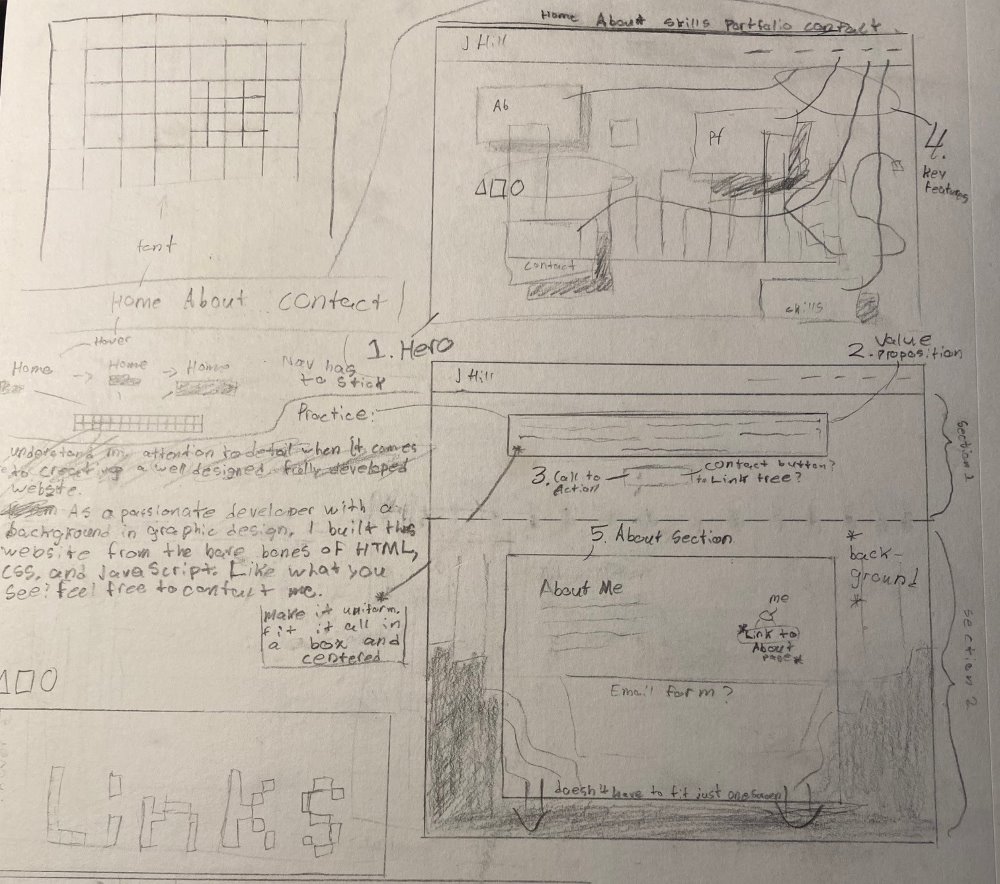 Home About skills Portfolio contact
J Hill
Ab
Pf
4.
key
features
contact
skills
font
Home About contact
1. Hero
Hover
Home
Home
Home
Nav has
to stick
2. Value
proposition
J Hill
Practice:
understand my attention to detail when it comes
to creating a well designed fully developed
website.
As a passionate developer with a
background in graphic design, I built this
website from the bare bones of HTML,
CSS, and JavaScript. Like what you
see? feel free to contact me.
* make it uniform.
fit it all in
a box and
centered
*
3. Call to
Action
contact button?
to Link tree?
section 1
5. About Section
*
back-
ground
*
About Me
me
*Link to
About
page*
Email form?
section 2
doesn't have to fit just one screen
Links